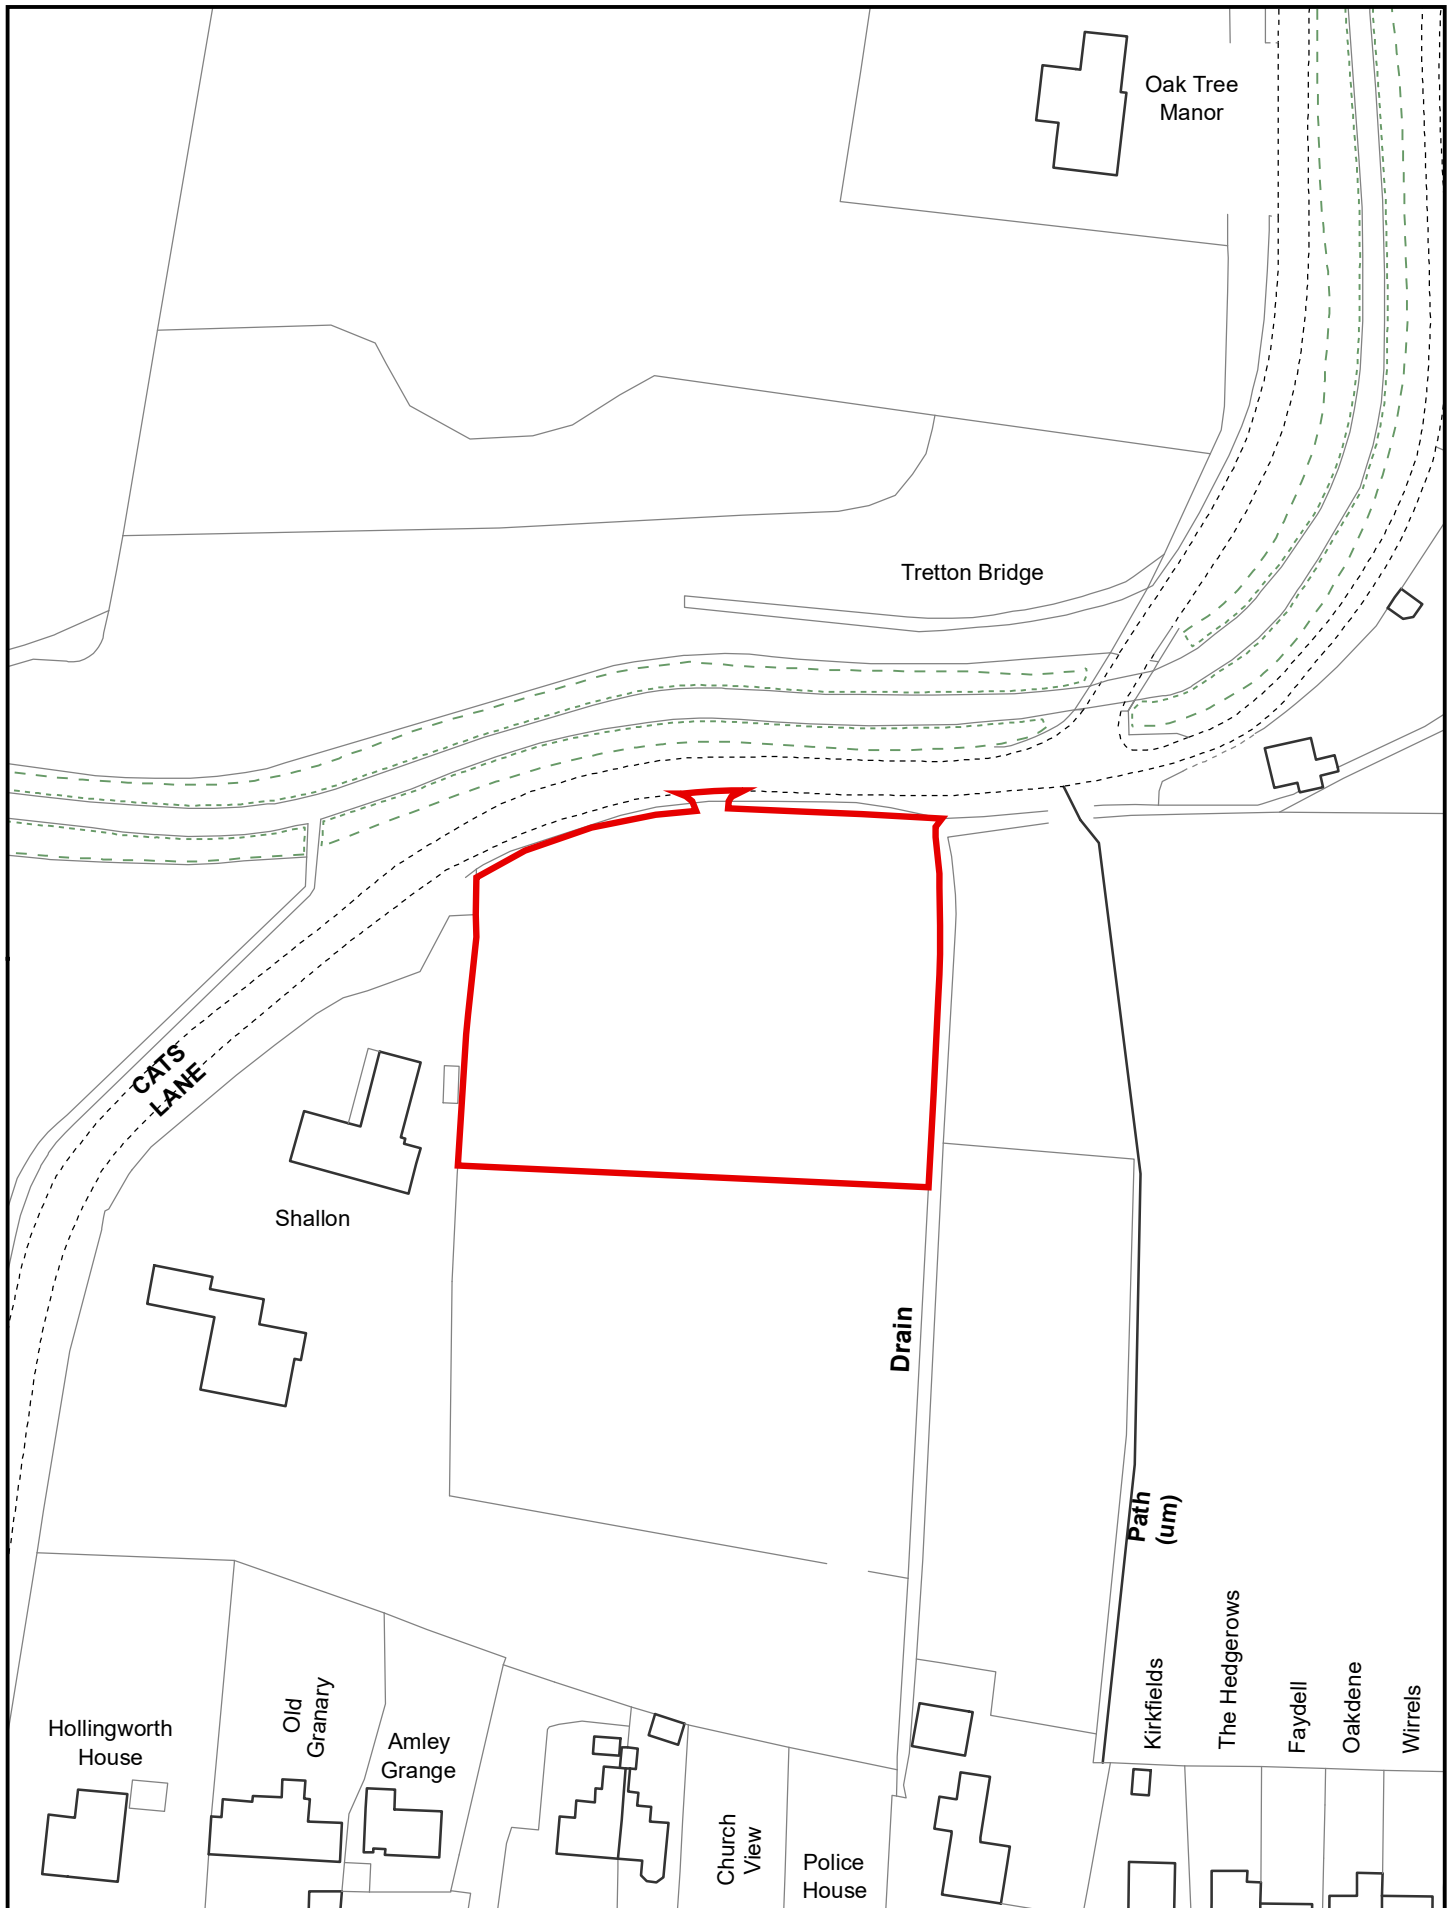 Oak Tree
Manor
Tretton Bridge
CATS
LANE
Shallon
Drain
Path
(um)
Hollingworth
House
Old
Granary
Amley
Grange
Church
View
Police
House
Kirkfields
The Hedgerows
Faydell
Oakdene
Wirrels